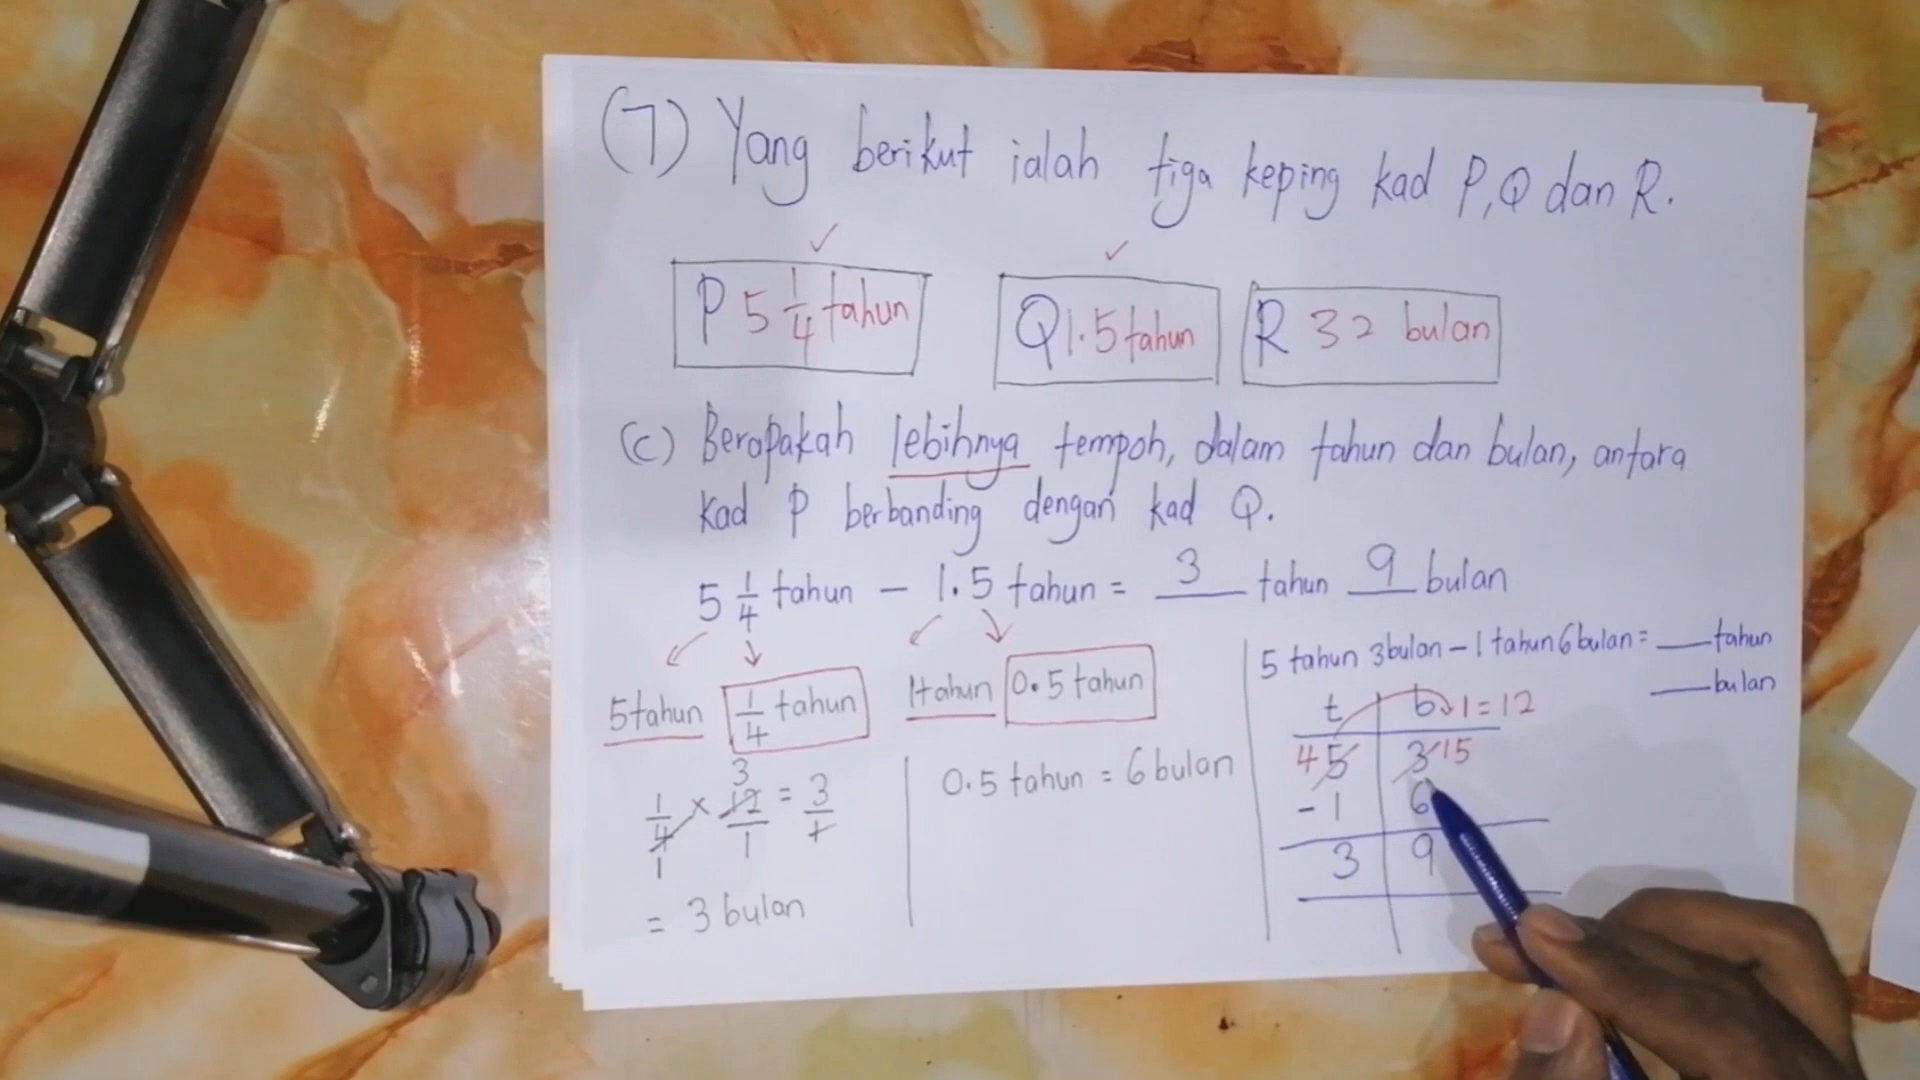 (7) Yang berikut ialah tiga keping kad P,Q dan R.
✓ ✓
P 5 1/4 tahun Q 1.5 tahun R 32 bulan
(c) Berapakah lebihnya tempoh, dalam tahun dan bulan, antara
kad P berbanding dengan kad Q.
5 1/4 tahun - 1.5 tahun = 3 tahun 9 bulan
5 tahun 1/4 tahun 1 tahun 0.5 tahun
1/4 × 12/1 = 3/1
3
1
= 3 bulan
0.5 tahun = 6 bulan
5 tahun 3 bulan - 1 tahun 6 bulan = ___ tahun
___ bulan
t b 1 = 12
4 5 3 15
- 1 6
3 9